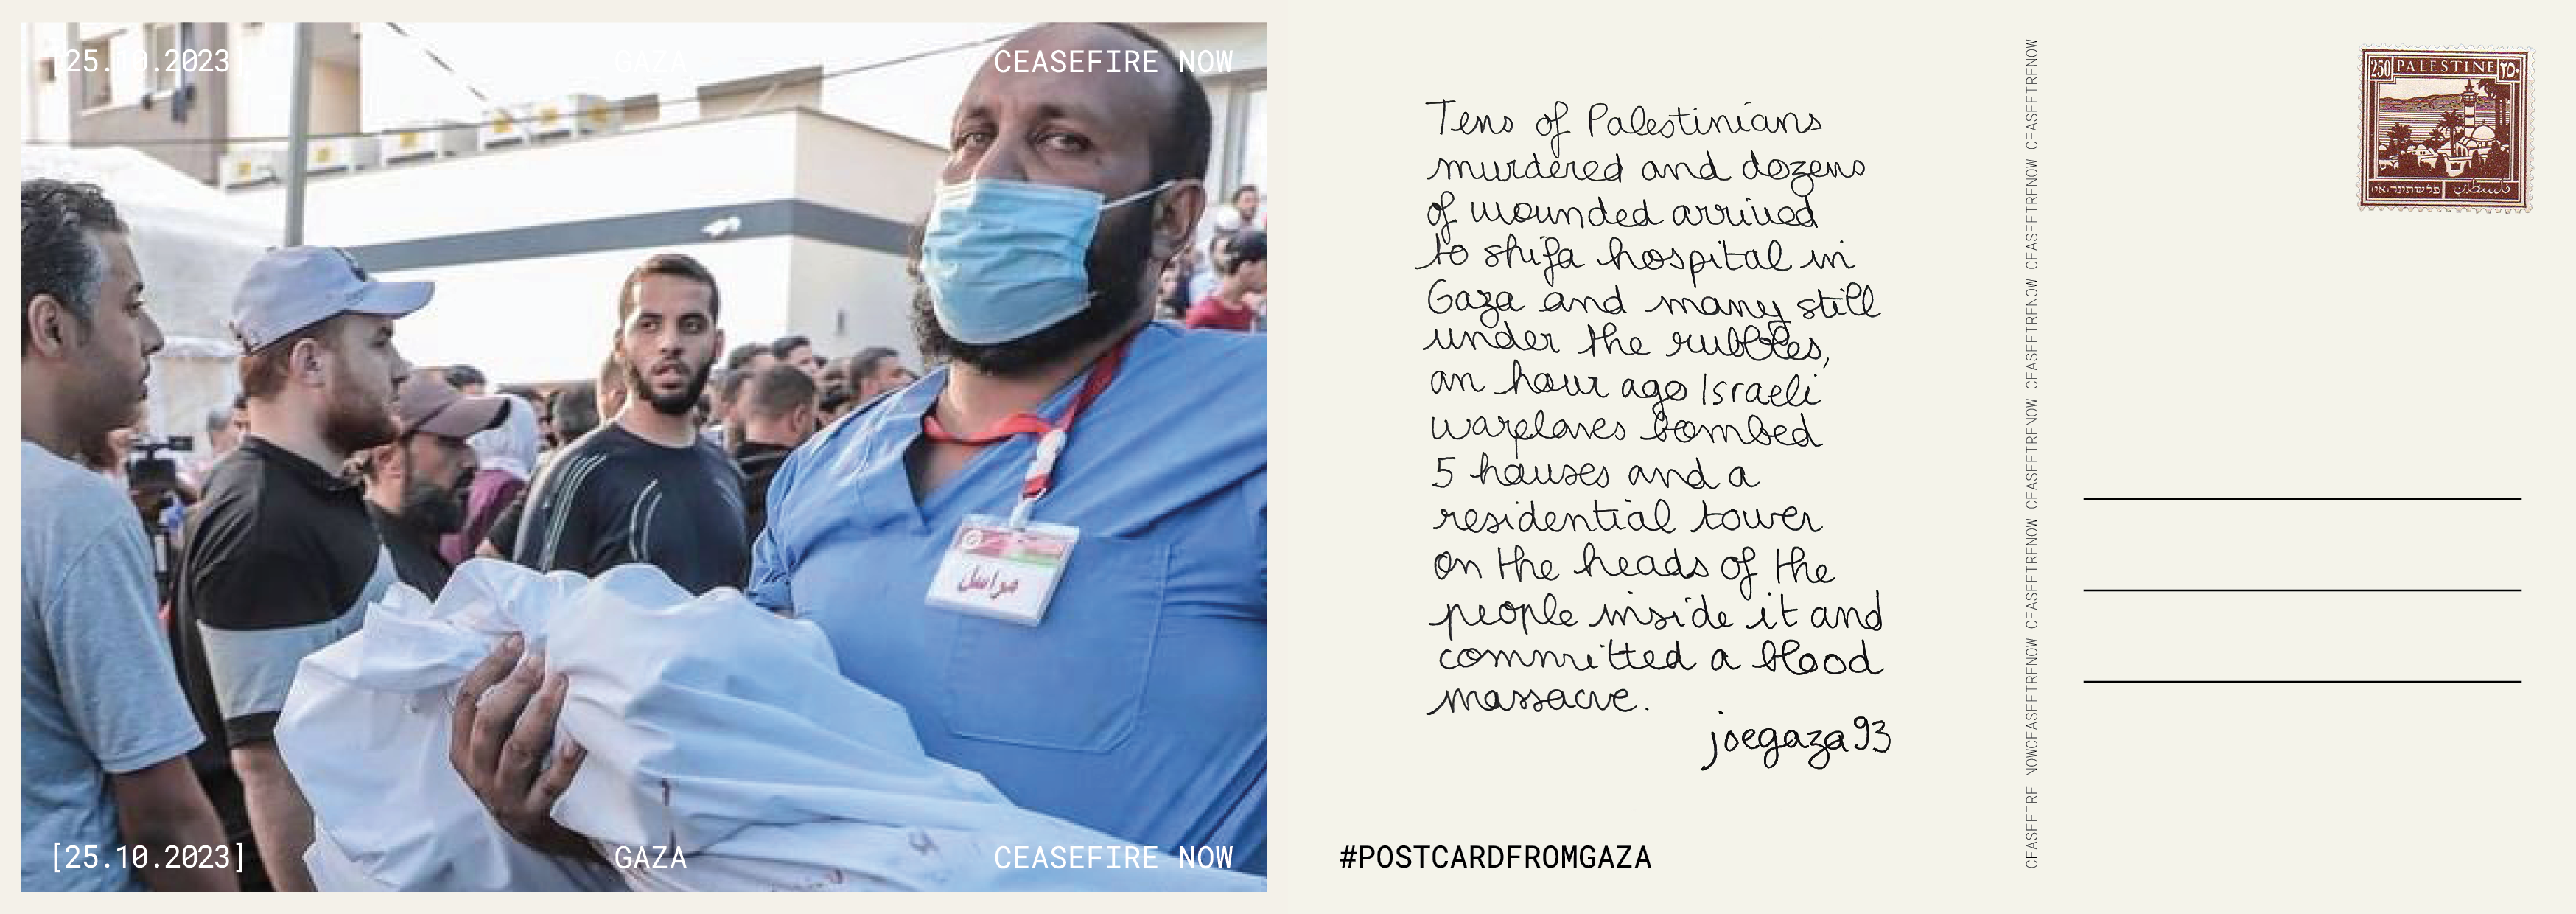 [25.10.2023]
GAZA
CEASEFIRE NOW
مراسل
[25.10.2023]
GAZA
CEASEFIRE NOW
Tens of Palestinians
murdered and dozens
of wounded arrived
to shifa hospital in
Gaza and many still
under the rubbles,
an hour ago Israeli
warplanes bombed
5 houses and a
residential tower
on the heads of the
people inside it and
committed a blood
massacre.
joegaza93
#POSTCARDFROMGAZA
CEASEFIRE NOWCEASEFIRENOW CEASEFIRENOW CEASEFIRENOW CEASEFIRENOW CEASEFIRENOW CEASEFIRENOW CEASEFIRENOW
250 PALESTINE ٢٥٠
פלשתינה א״י فلسطين